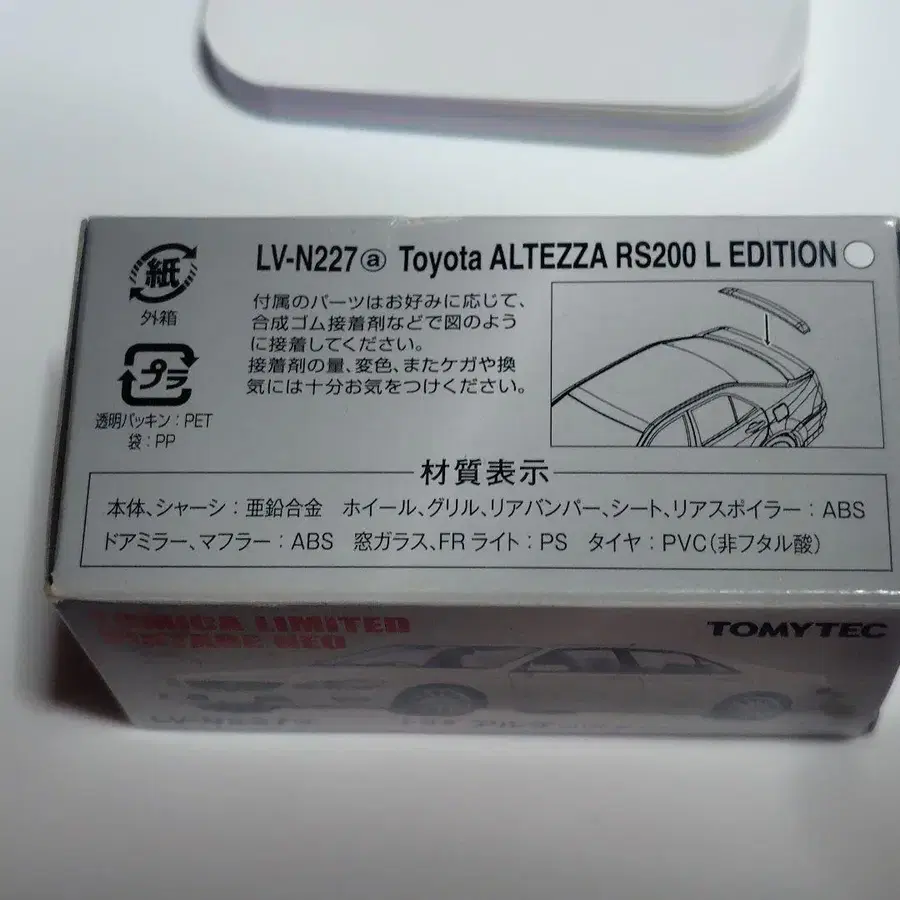 紙
外箱
プラ
透明パッキン：PET
袋：PP
LV-N227ⓐ Toyota ALTEZZA RS200 L EDITION
付属のパーツはお好みに応じて、
合成ゴム接着剤などで図のよう
に接着してください。
接着剤の量、変色、またケガや換
気には十分お気をつけください。
材質表示
本体、シャーシ：亜鉛合金 ホイール、グリル、リアバンパー、シート、リアスポイラー：ABS
ドアミラー、マフラー：ABS 窓ガラス、FRライト：PS タイヤ：PVC（非フタル酸）
TOMICA LIMITED
VINTAGE NEO
TOMYTEC